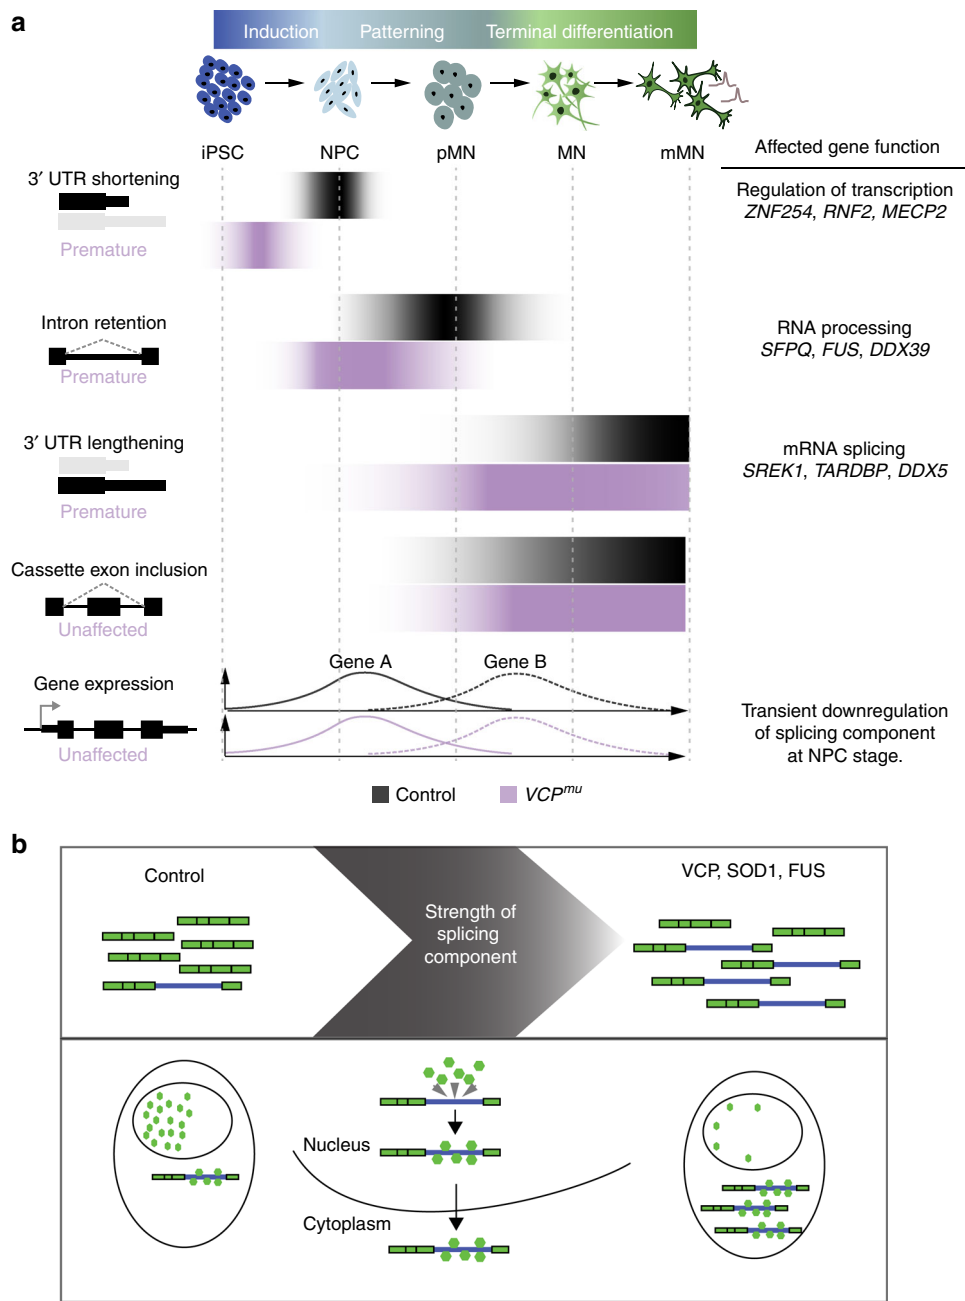 a
Induction Patterning Terminal differentiation
iPSC NPC pMN MN mMN
Affected gene function
3′ UTR shortening
Premature
Regulation of transcription
ZNF254, RNF2, MECP2
Intron retention
Premature
RNA processing
SFPQ, FUS, DDX39
3′ UTR lengthening
Premature
mRNA splicing
SREK1, TARDBP, DDX5
Cassette exon inclusion
Unaffected
Gene expression
Unaffected
Gene A Gene B
Transient downregulation
of splicing component
at NPC stage.
Control VCPmu
b
Control
Strength of
splicing
component
VCP, SOD1, FUS
Nucleus
Cytoplasm